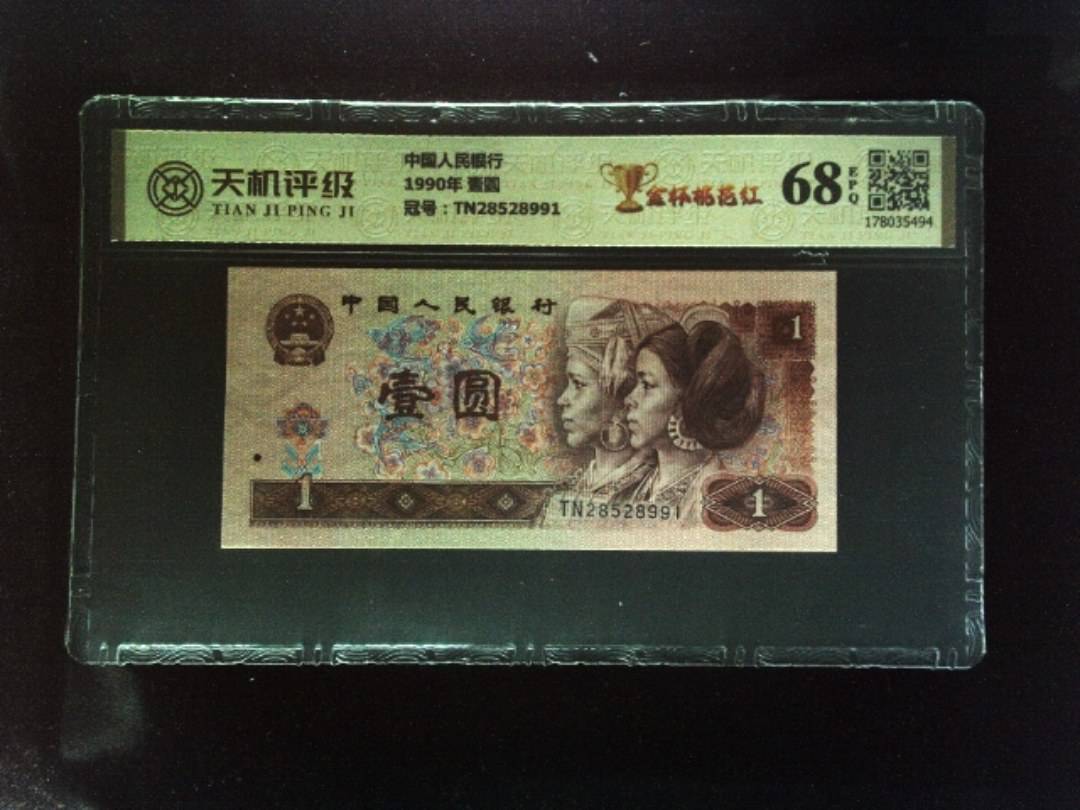 天机评级
TIAN JI PING JI
中国人民银行
1990年 壹圆
冠号：TN28528991
金杯桃花红
68
EPQ
178035494
中国人民银行
1
壹圆
1
TN28528991
1